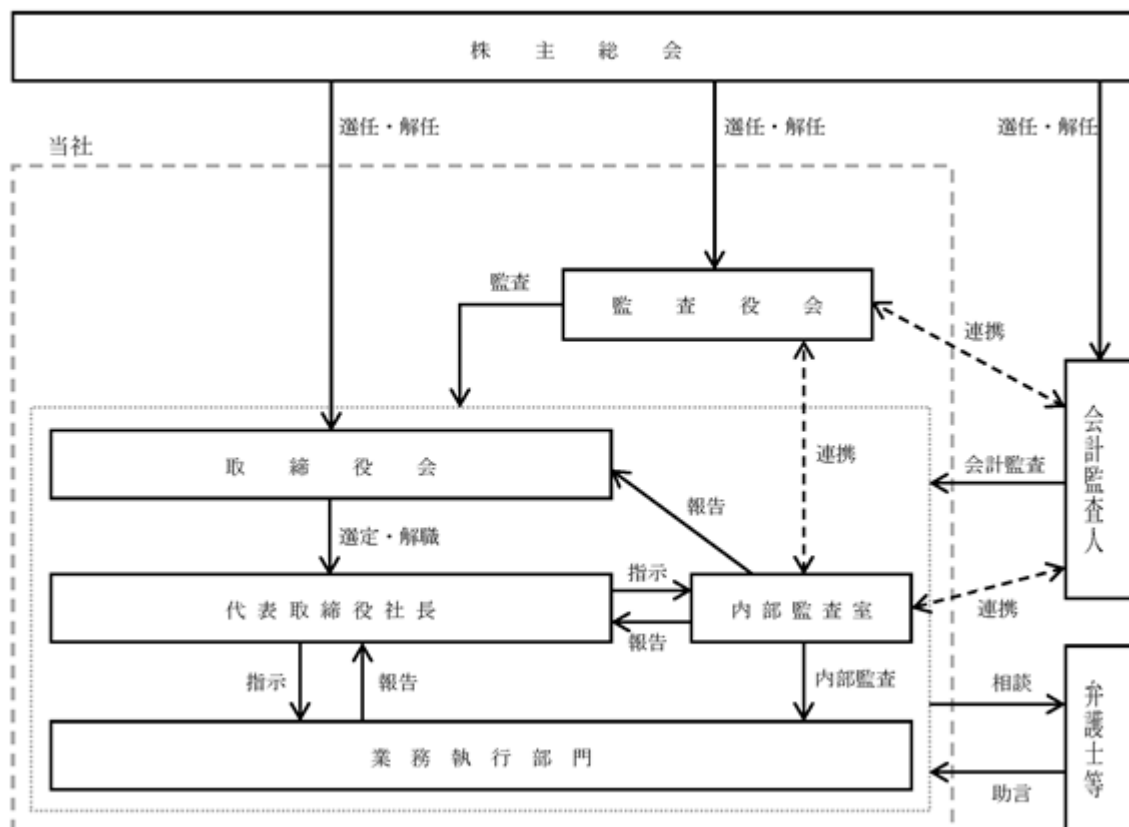 株主総会
選任・解任
選任・解任
選任・解任
当社
監査
監査役会
連携
取締役会
連携
会計監査
会計監査人
報告
選定・解職
指示
代表取締役社長
内部監査室
連携
報告
指示
報告
内部監査
相談
弁護士等
業務執行部門
助言